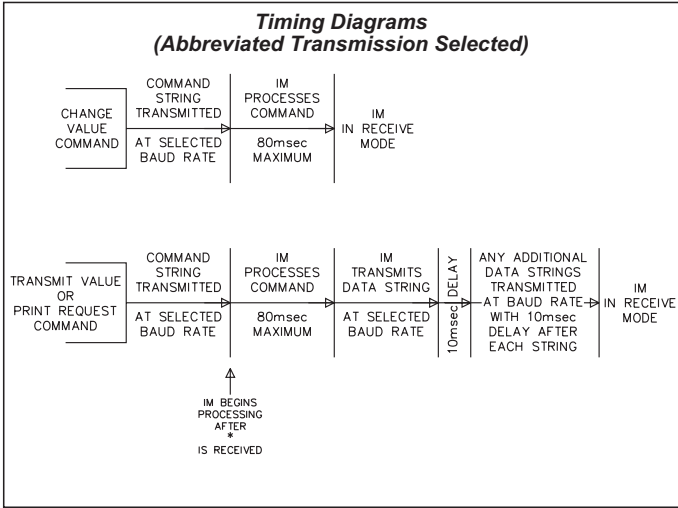 Timing Diagrams
(Abbreviated Transmission Selected)
CHANGE
VALUE
COMMAND
COMMAND
STRING
TRANSMITTED
AT SELECTED
BAUD RATE
IM
PROCESSES
COMMAND
80msec
MAXIMUM
IM
IN RECEIVE
MODE
TRANSMIT VALUE
OR
PRINT REQUEST
COMMAND
COMMAND
STRING
TRANSMITTED
AT SELECTED
BAUD RATE
IM
PROCESSES
COMMAND
80msec
MAXIMUM
IM
TRANSMITS
DATA STRING
AT SELECTED
BAUD RATE
10msec DELAY
ANY ADDITIONAL
DATA STRINGS
TRANSMITTED
AT BAUD RATE
WITH 10msec
DELAY AFTER
EACH STRING
IM
IN RECEIVE
MODE
IM BEGINS
PROCESSING
AFTER
*
IS RECEIVED